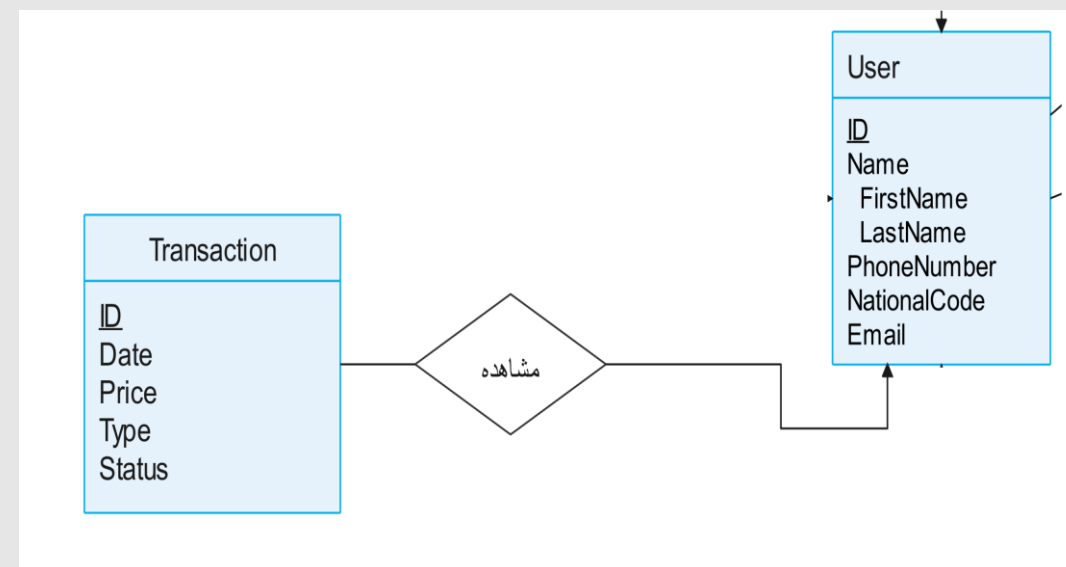 User
ID
Name
FirstName
LastName
PhoneNumber
NationalCode
Email
Transaction
ID
Date
Price
Type
Status
مشاهده